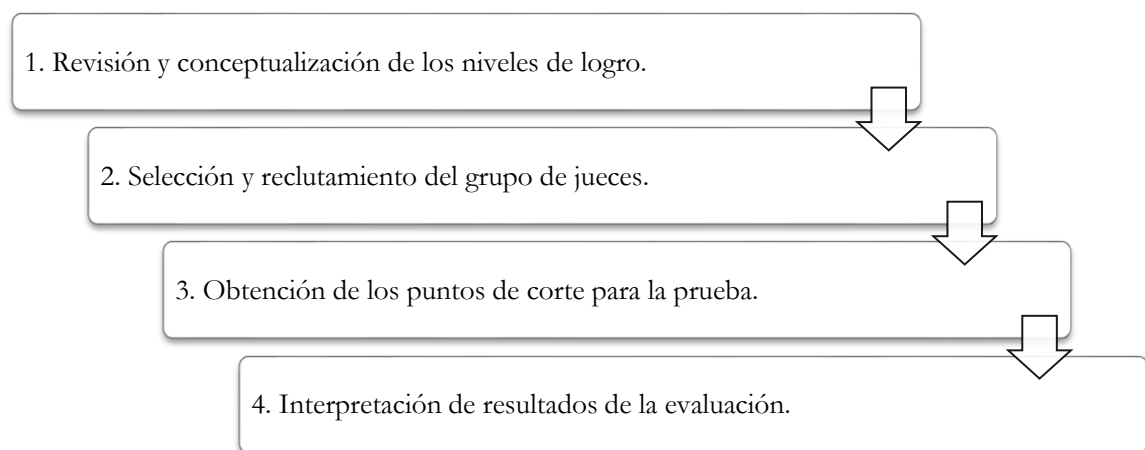 1. Revisión y conceptualización de los niveles de logro.
2. Selección y reclutamiento del grupo de jueces.
3. Obtención de los puntos de corte para la prueba.
4. Interpretación de resultados de la evaluación.